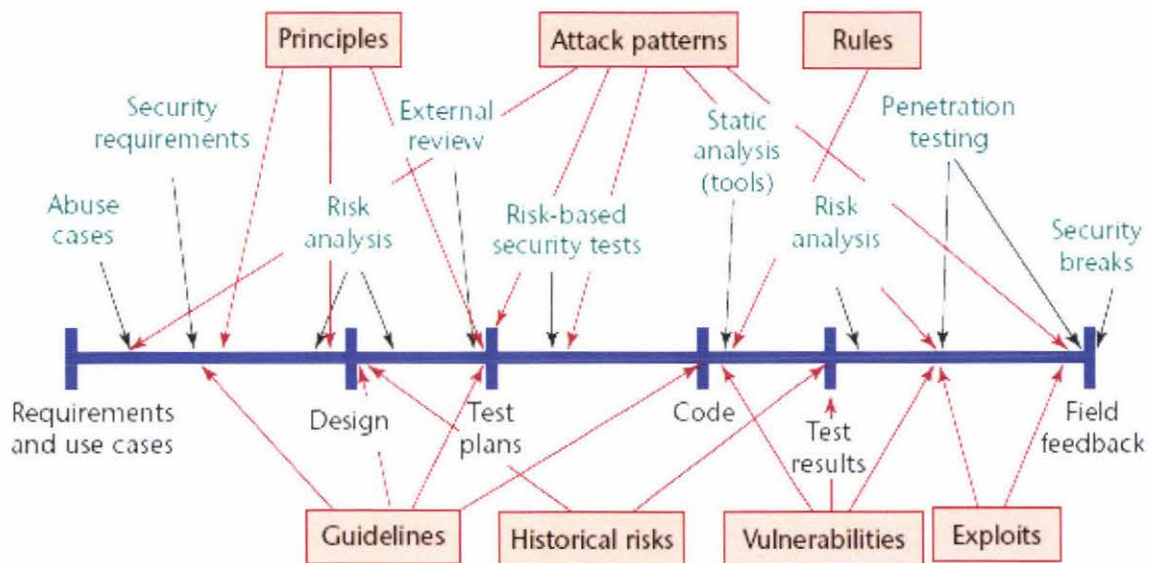 Principles
Attack patterns
Rules
Security
requirements
External
review
Static
analysis
(tools)
Penetration
testing
Abuse
cases
Risk
analysis
Risk-based
security tests
Risk
analysis
Security
breaks
Requirements
and use cases
Design
Test
plans
Code
Test
results
Field
feedback
Guidelines
Historical risks
Vulnerabilities
Exploits